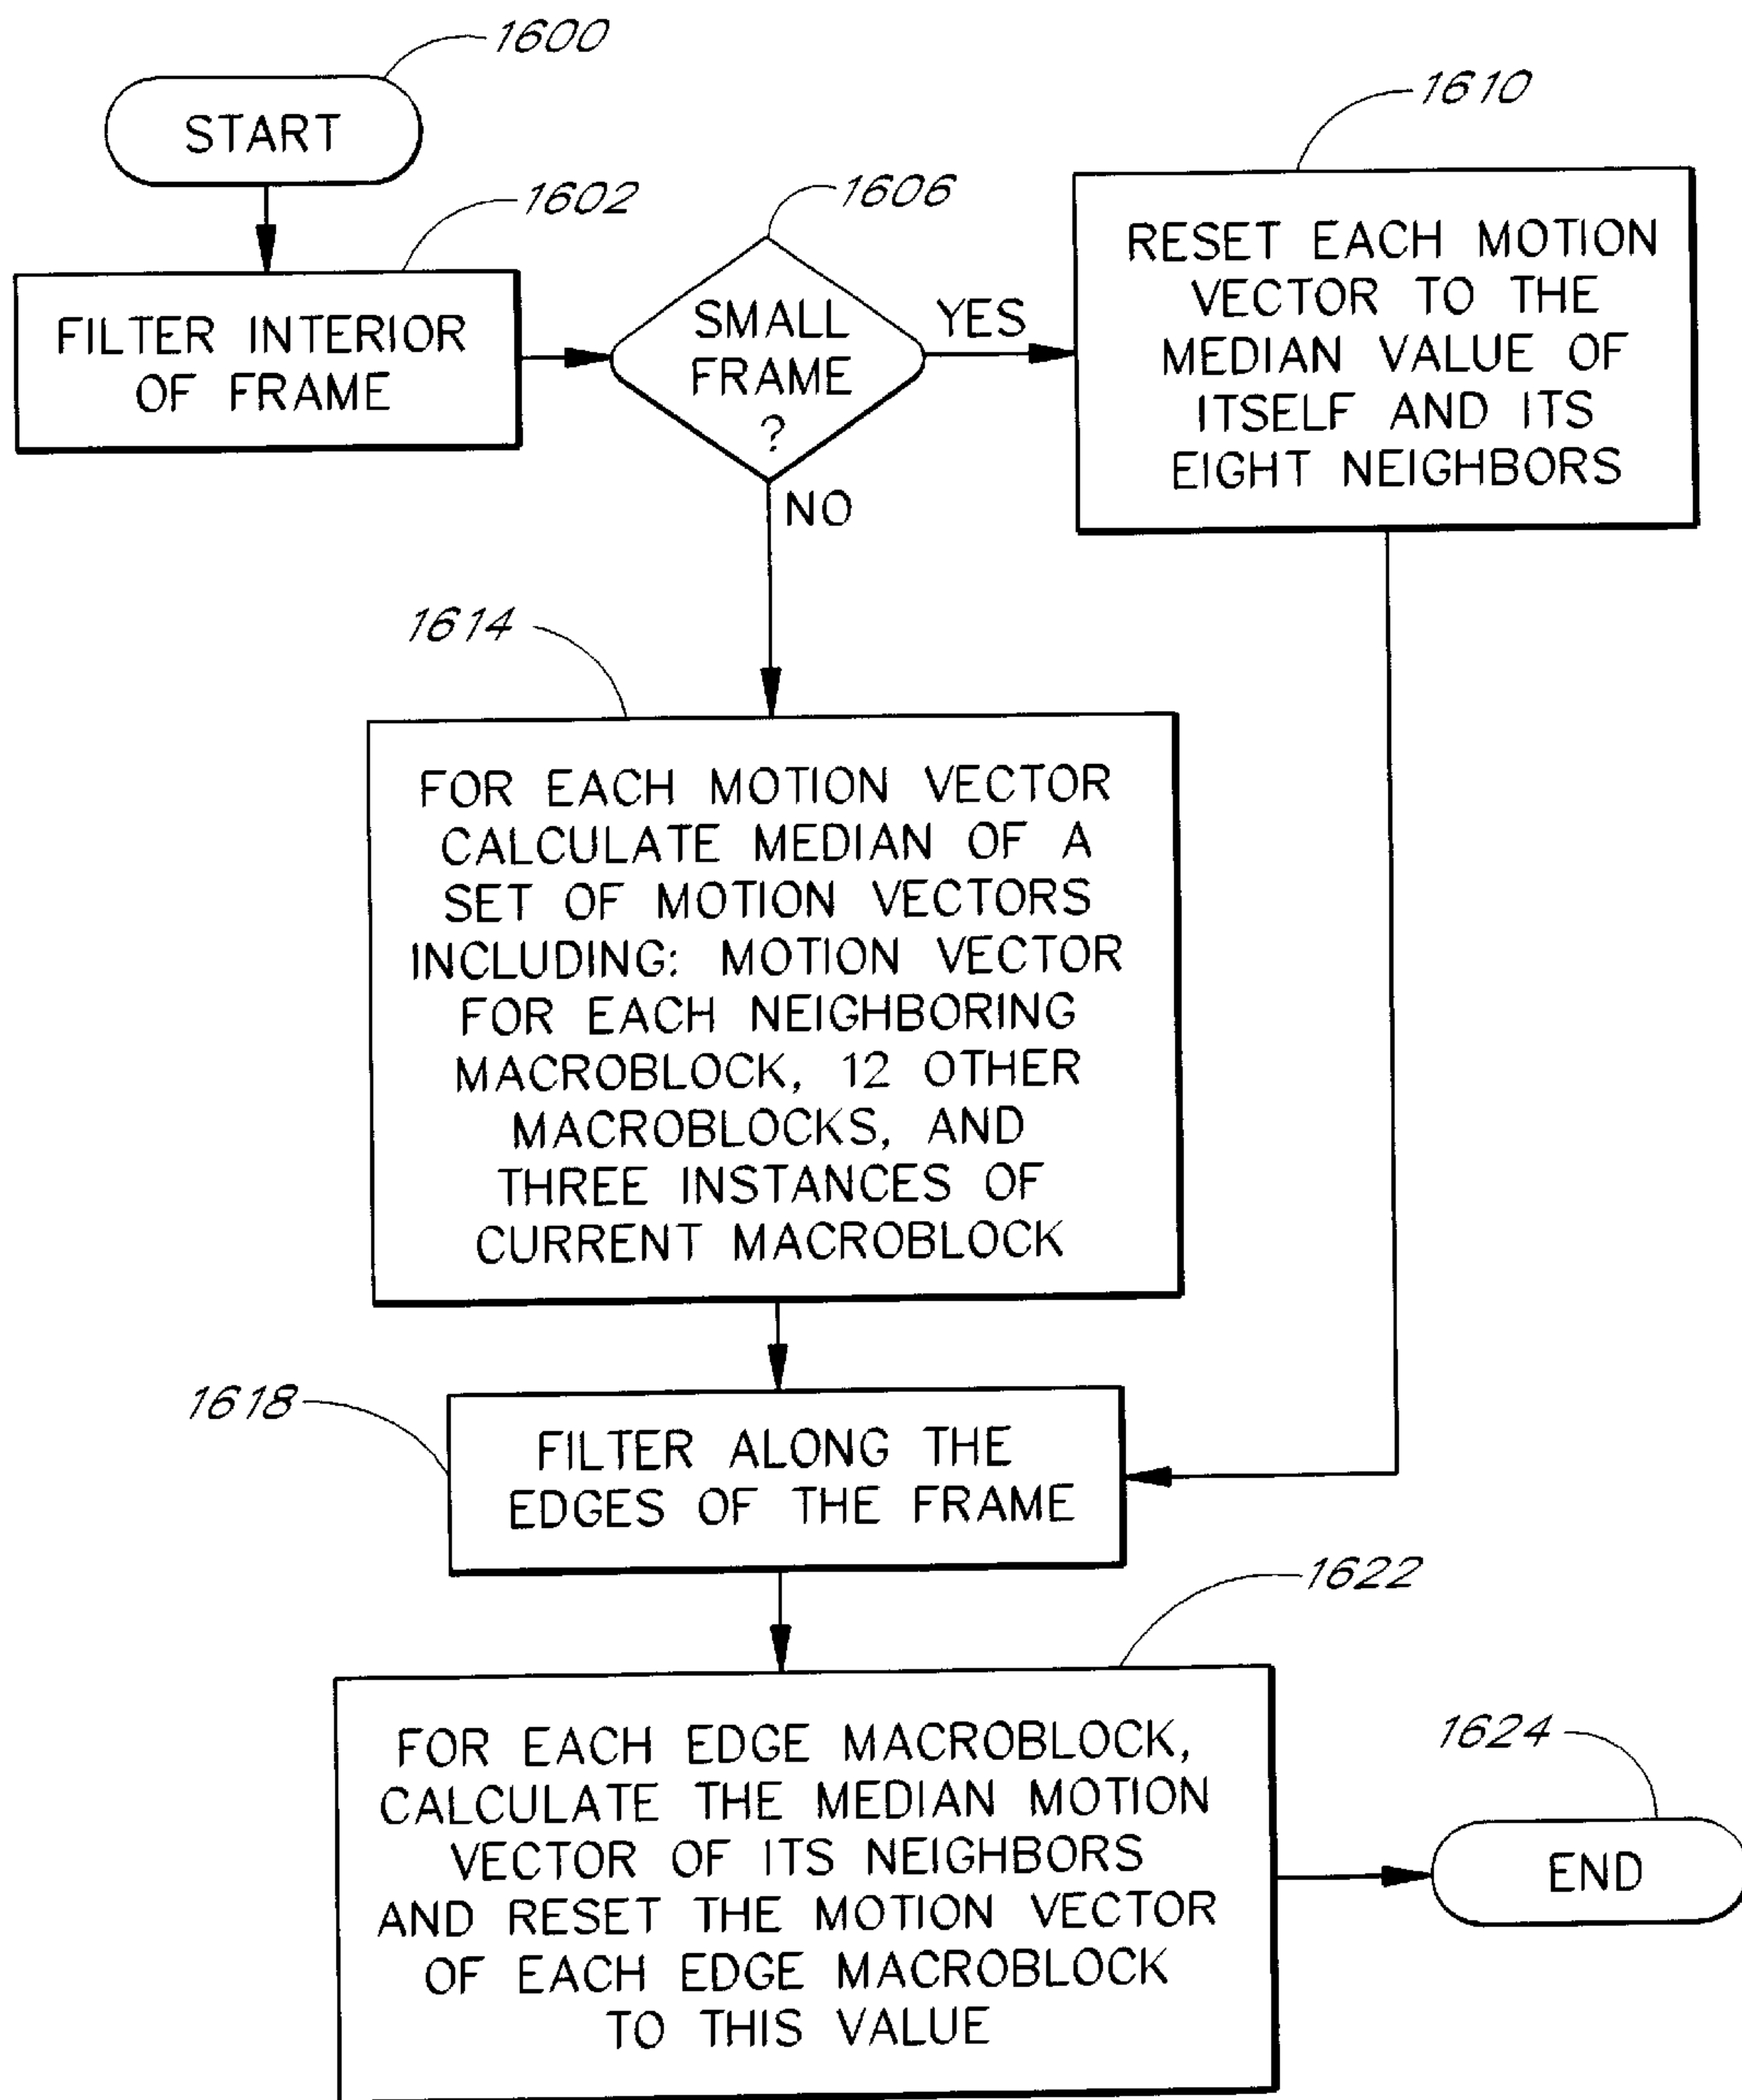 1600
START
1602
FILTER INTERIOR
OF FRAME
1606
SMALL
FRAME
?
YES
NO
1610
RESET EACH MOTION
VECTOR TO THE
MEDIAN VALUE OF
ITSELF AND ITS
EIGHT NEIGHBORS
1614
FOR EACH MOTION VECTOR
CALCULATE MEDIAN OF A
SET OF MOTION VECTORS
INCLUDING: MOTION VECTOR
FOR EACH NEIGHBORING
MACROBLOCK, 12 OTHER
MACROBLOCKS, AND
THREE INSTANCES OF
CURRENT MACROBLOCK
1618
FILTER ALONG THE
EDGES OF THE FRAME
1622
FOR EACH EDGE MACROBLOCK,
CALCULATE THE MEDIAN MOTION
VECTOR OF ITS NEIGHBORS
AND RESET THE MOTION VECTOR
OF EACH EDGE MACROBLOCK
TO THIS VALUE
1624
END